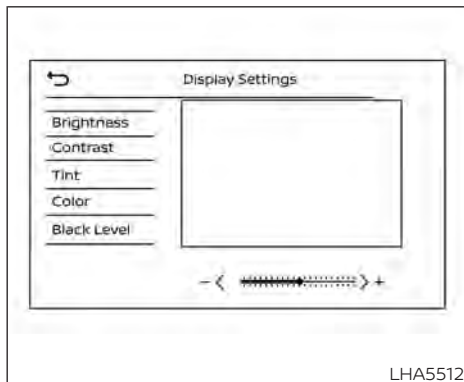 Display Settings
Brightness
Contrast
Tint
Color
Black Level
- < > +
LHA5512